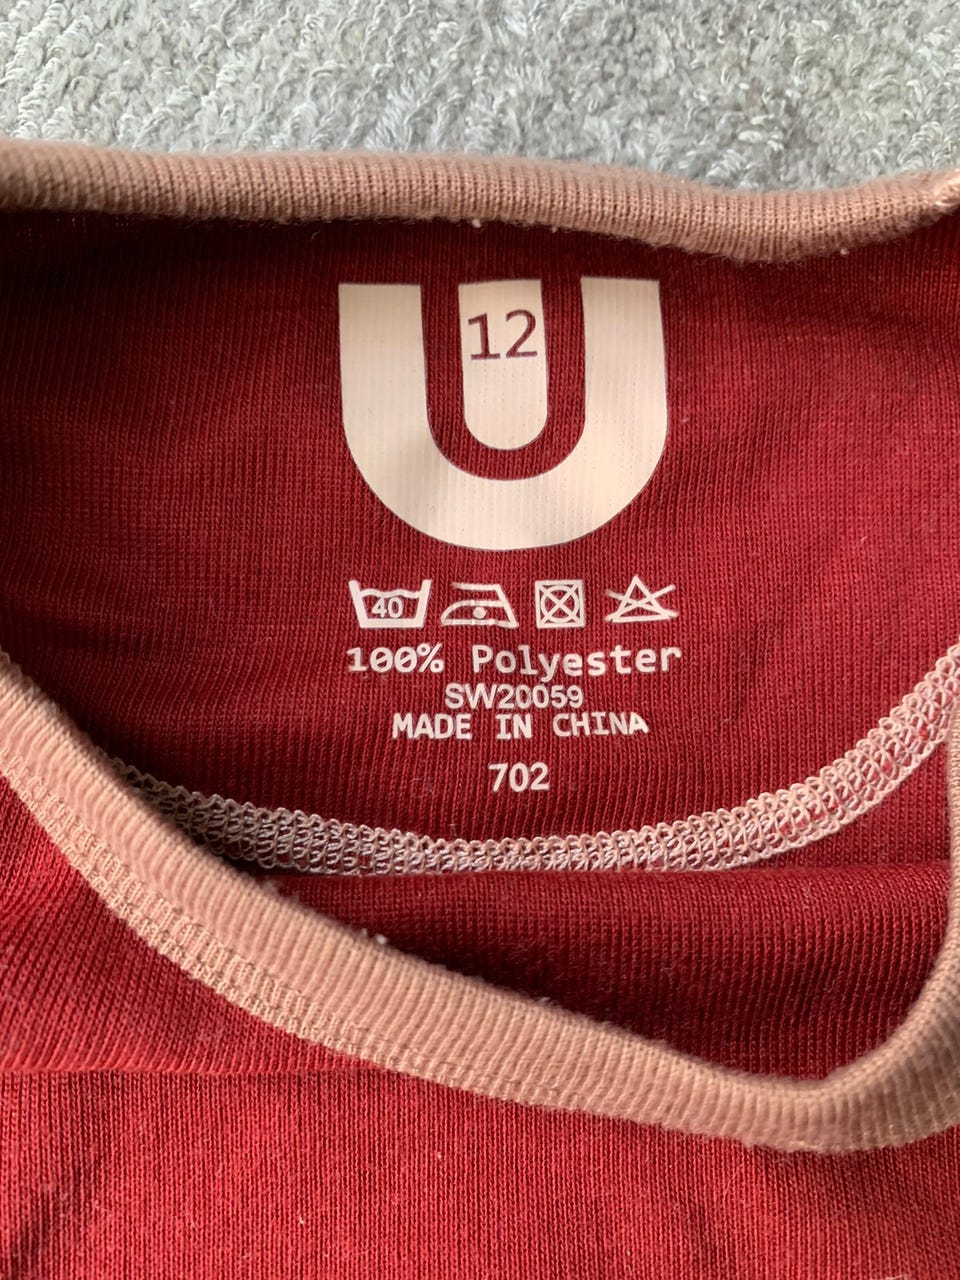 U
12
40
100% Polyester
SW20059
MADE IN CHINA
702